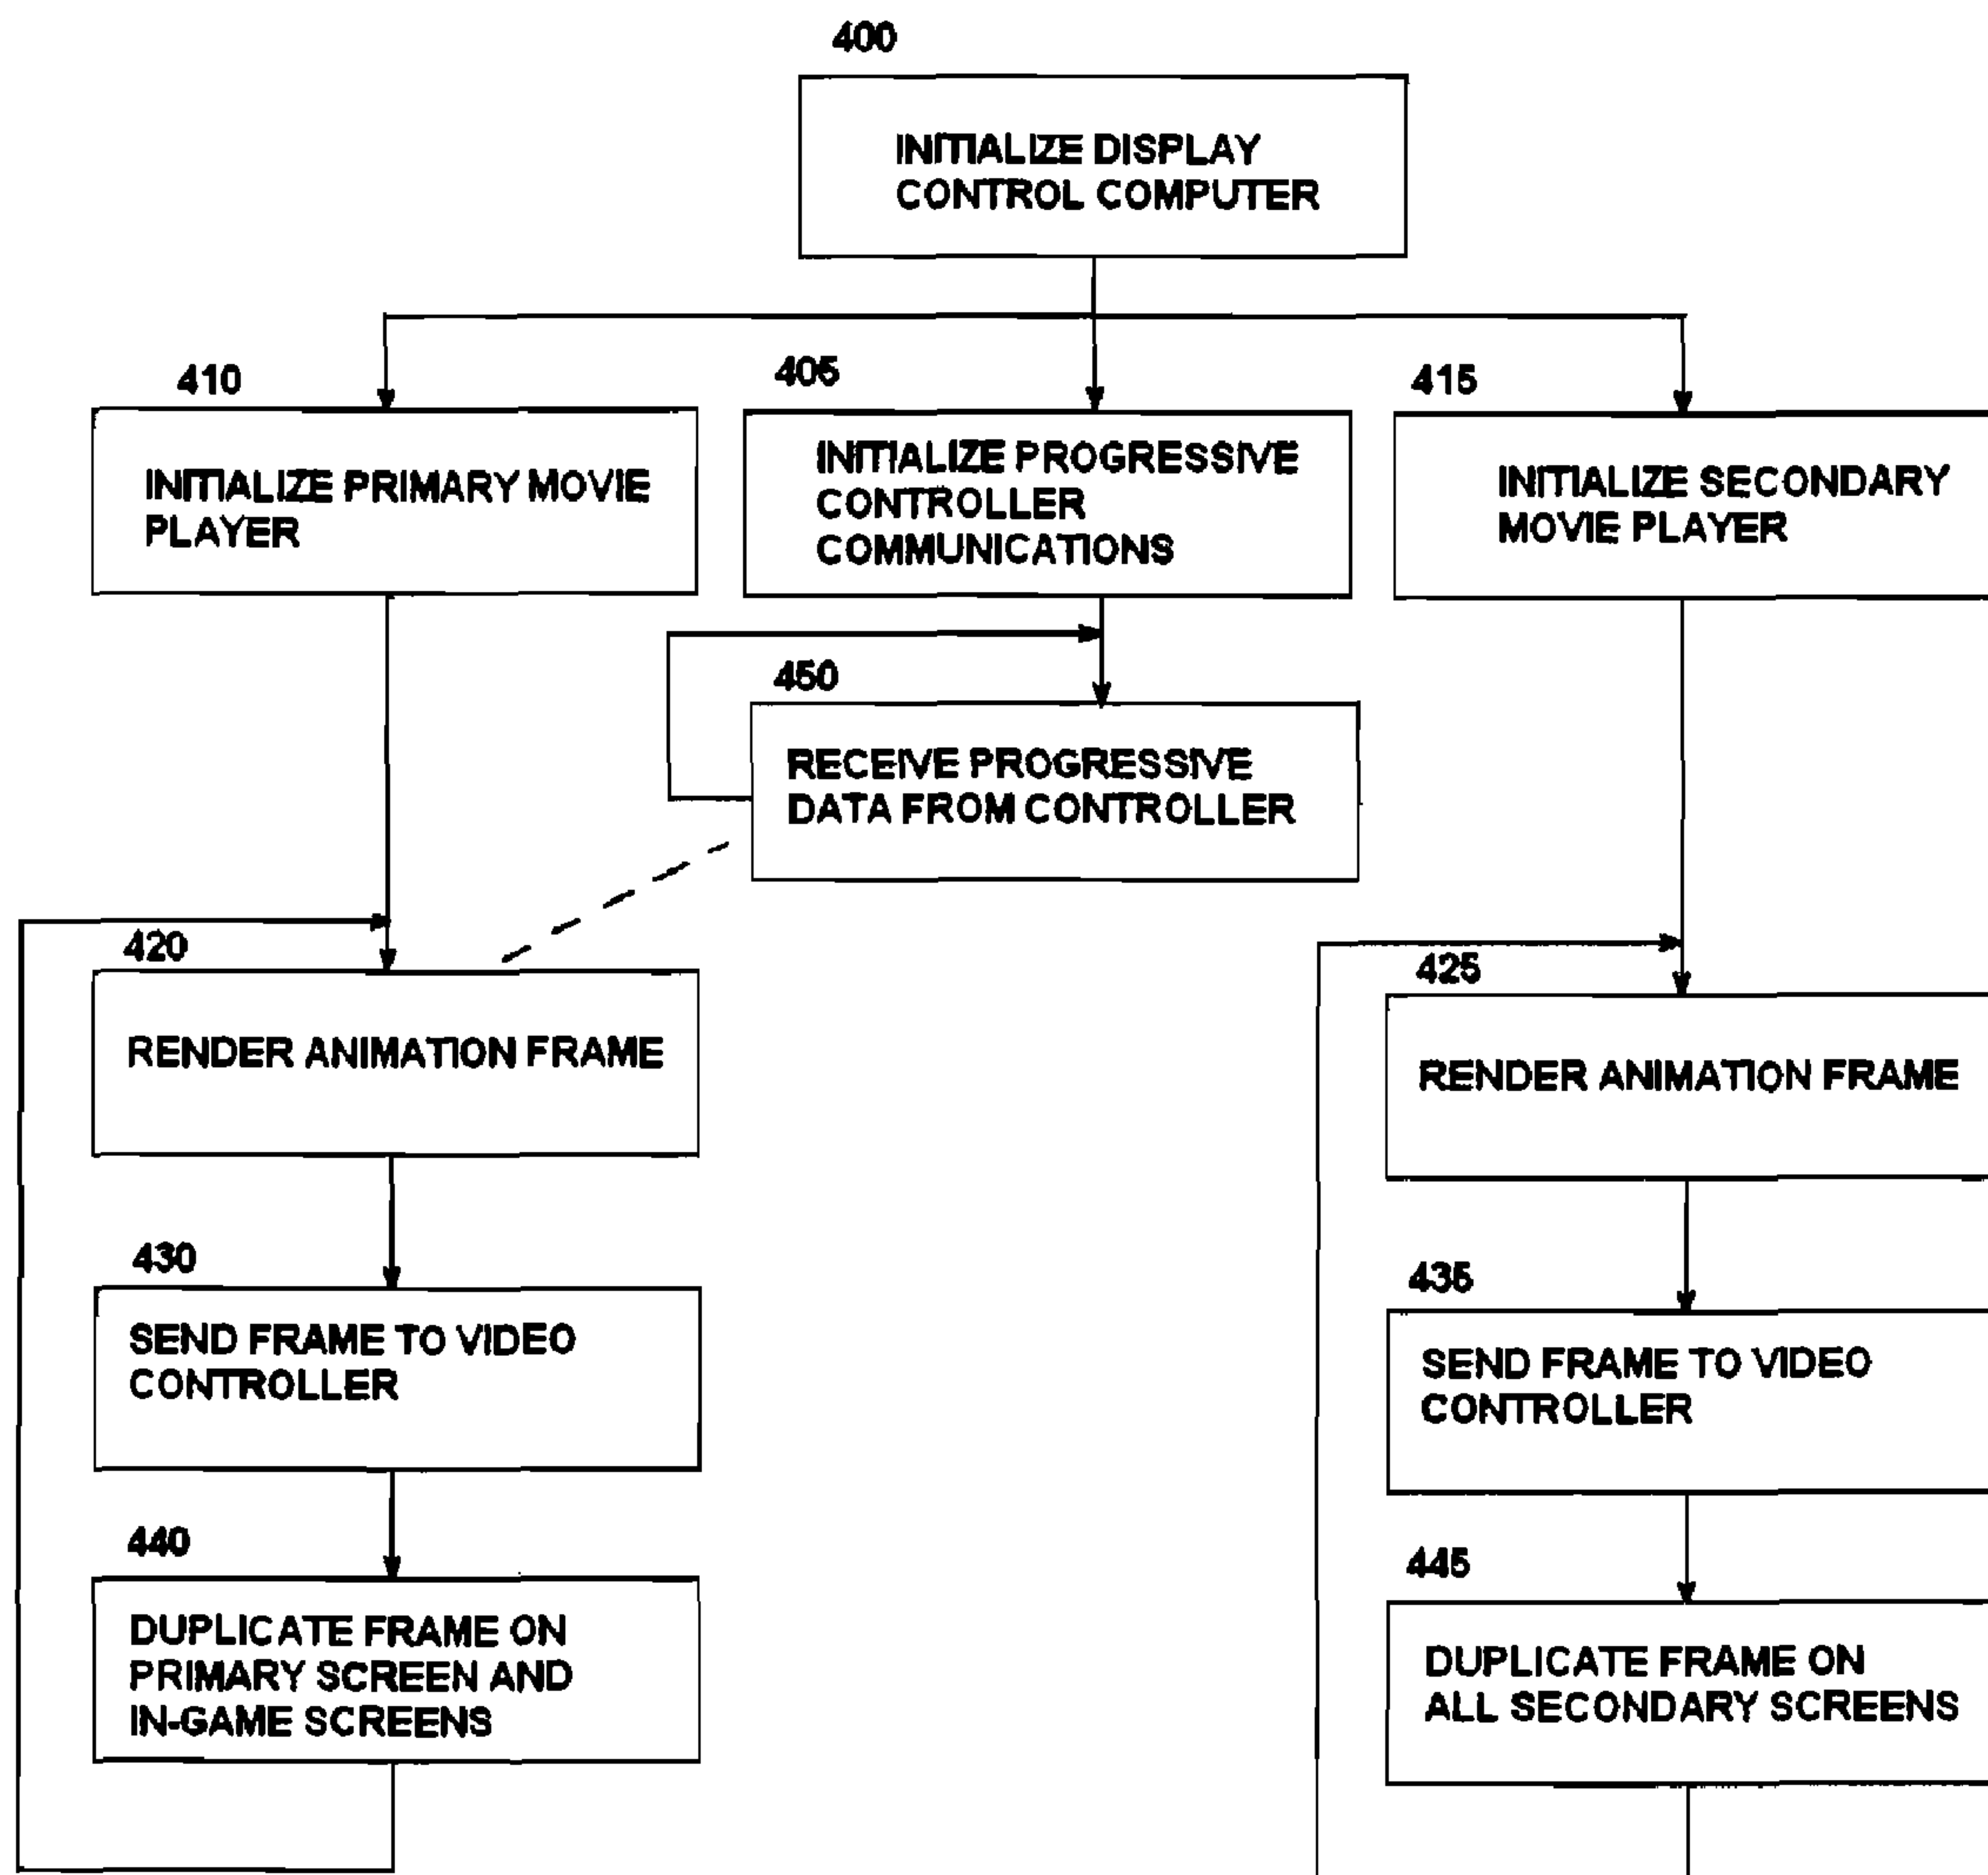 400
INITIALIZE DISPLAY
CONTROL COMPUTER
410
INITIALIZE PRIMARY MOVIE
PLAYER
405
INITIALIZE PROGRESSIVE
CONTROLLER
COMMUNICATIONS
415
INITIALIZE SECONDARY
MOVIE PLAYER
450
RECEIVE PROGRESSIVE
DATA FROM CONTROLLER
420
RENDER ANIMATION FRAME
425
RENDER ANIMATION FRAME
430
SEND FRAME TO VIDEO
CONTROLLER
435
SEND FRAME TO VIDEO
CONTROLLER
440
DUPLICATE FRAME ON
PRIMARY SCREEN AND
IN-GAME SCREENS
445
DUPLICATE FRAME ON
ALL SECONDARY SCREENS